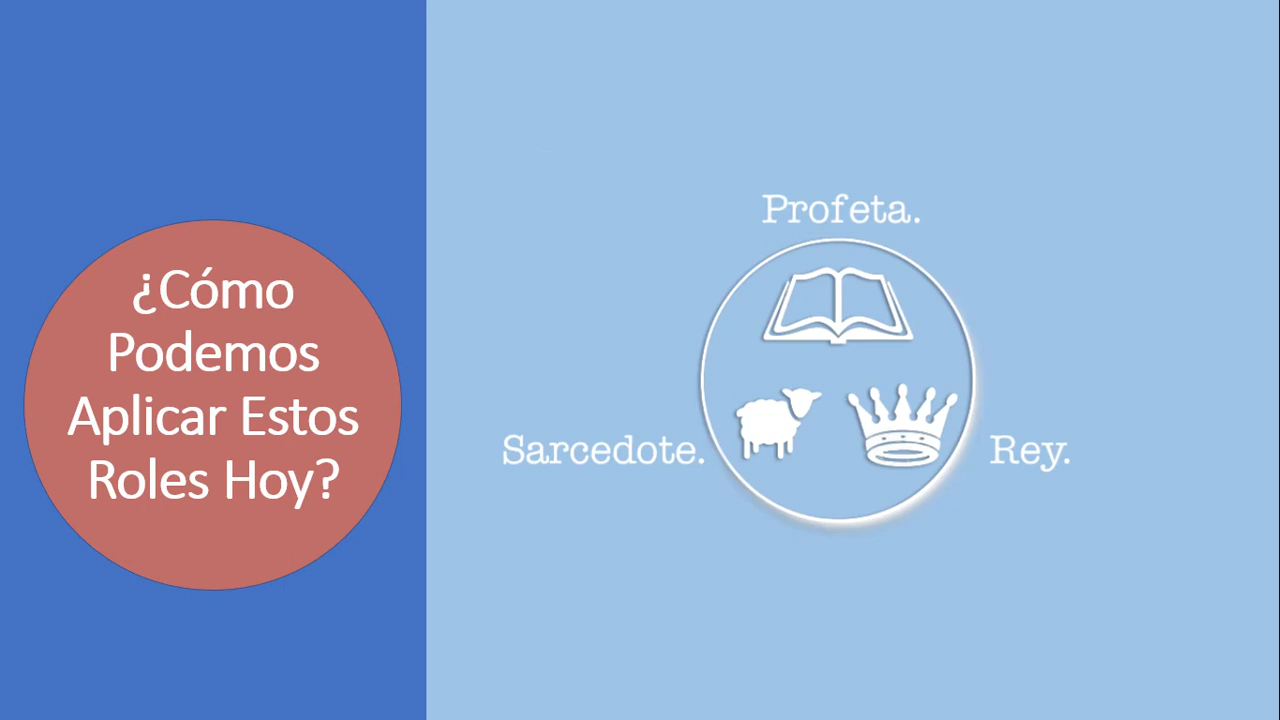 ¿Cómo
Podemos
Aplicar Estos
Roles Hoy?
Profeta.
Sarcedote.
Rey.